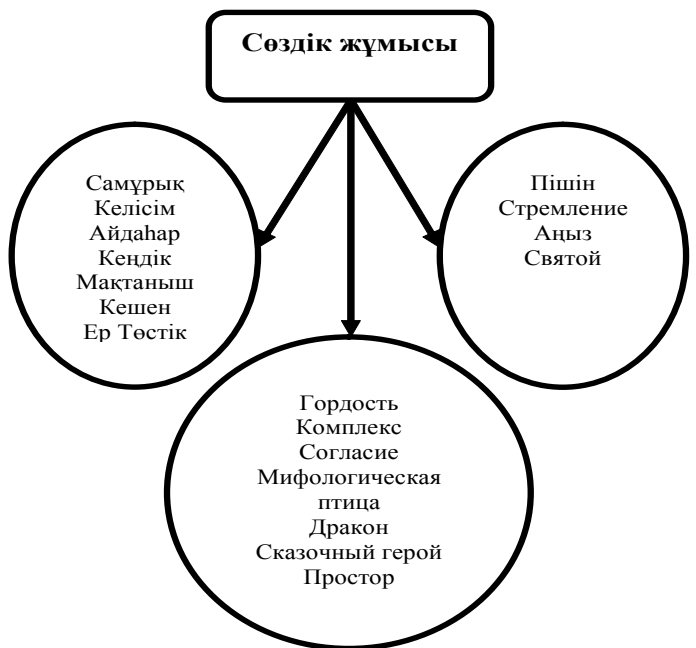 Сөздік жұмысы
Самұрық
Келісім
Айдаһар
Кеңдік
Мақтаныш
Кешен
Ер Төстік
Пішін
Стремление
Аңыз
Святой
Гордость
Комплекс
Согласие
Мифологическая
птица
Дракон
Сказочный герой
Простор